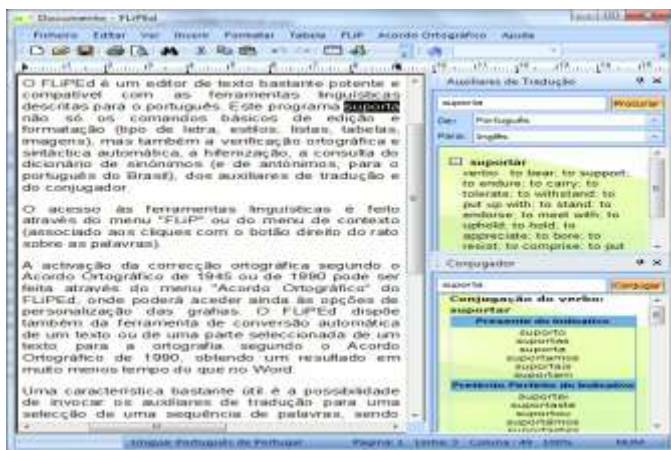 Documento - FLiPEd
Ficheiro Editar Ver Inserir Formatar Tabela FLiP Acordo Ortográfico Ajuda
O FLiPEd é um editor de texto bastante potente e
compatível com as ferramentas linguísticas
descritas para o português. Este programa suporta
não só os comandos básicos de edição e
formatação (tipo de letra, estilos, listas, tabelas,
imagens), mas também a verificação ortográfica e
sintáctica automática, a hifenização, a consulta do
dicionário de sinónimos (e de antónimos, para o
português do Brasil), dos auxiliares de tradução e
do conjugador.
O acesso às ferramentas linguísticas é feito
através do menu "FLiP" ou do menu de contexto
(associado aos cliques com o botão direito do rato
sobre as palavras).
A activação da correcção ortográfica segundo o
Acordo Ortográfico de 1945 ou de 1990 pode ser
feita através do menu "Acordo Ortográfico" do
FLiPEd, onde poderá aceder ainda às opções de
personalização das grafias. O FLiPEd dispõe
também da ferramenta de conversão automática
de um texto ou de uma parte seleccionada de um
texto para a ortografia segundo o Acordo
Ortográfico de 1990, obtendo um resultado em
muito menos tempo do que no Word.
Uma característica bastante útil é a possibilidade
de invocar os auxiliares de tradução para uma
selecção de uma sequência de palavras, sendo
Auxiliares de Tradução
suporta Procurar
De: Português
Para: Inglês
suportar
verbo to bear; to support;
to endure; to carry; to
tolerate; to withstand; to
put up with; to stand; to
endorse; to meet with; to
uphold; to hold; to
appreciate; to bore; to
resist; to comprise; to put
Conjugador
suporta Conjugar
Conjugação do verbo:
suportar
Presente do Indicativo
suporto
suportas
suporta
suportamos
suportais
suportam
Pretérito Perfeito do Indicativo
suportei
suportaste
suportou
suportámos
suportastes
Língua: Português de Portugal Página: 1 Linha: 3 Coluna: 49 100% NUM